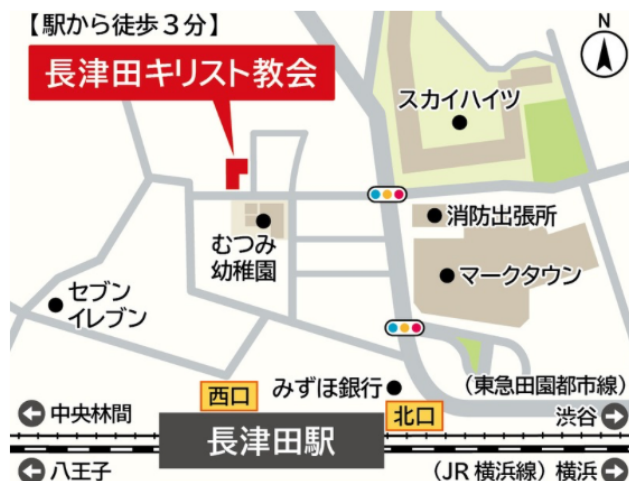 【駅から徒歩３分】
N
長津田キリスト教会
スカイハイツ
消防出張所
むつみ
幼稚園
マークタウン
セブン
イレブン
西口
みずほ銀行
(東急田園都市線)
中央林間
北口
渋谷
長津田駅
八王子
(JR 横浜線) 横浜